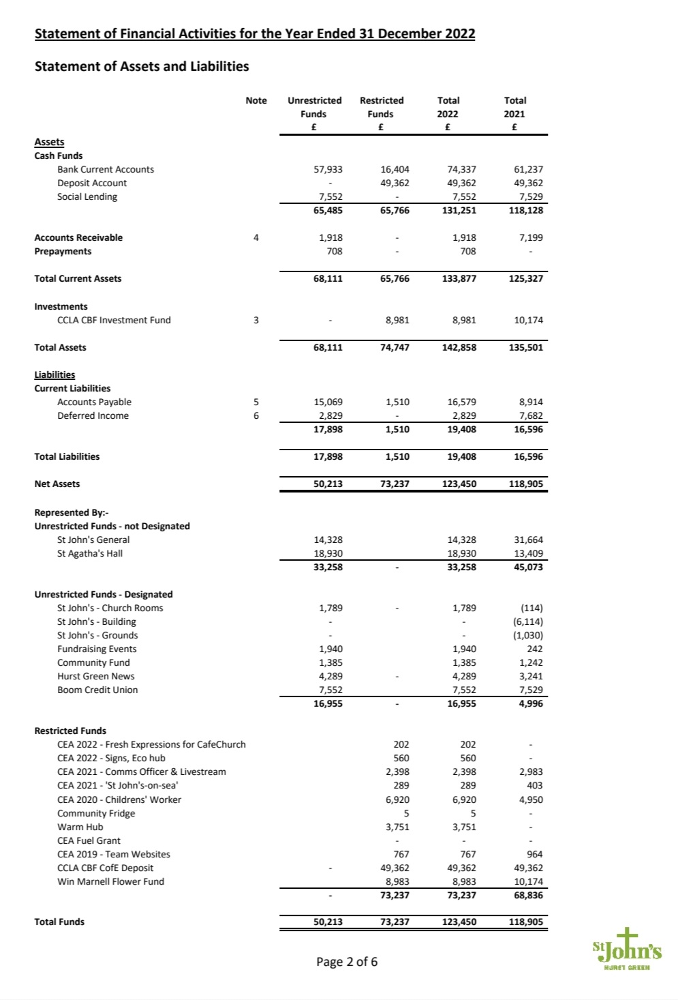 Statement of Financial Activities for the Year Ended 31 December 2022
Statement of Assets and Liabilities
Note Unrestricted Restricted Total Total
Funds Funds 2022 2021
£ £ £ £
Assets
Cash Funds
Bank Current Accounts 57,933 16,404 74,337 61,237
Deposit Account - 49,362 49,362 49,362
Social Lending 7,552 - 7,552 7,529
65,485 65,766 131,251 118,128
Accounts Receivable 4 1,918 - 1,918 7,199
Prepayments 708 - 708 -
Total Current Assets 68,111 65,766 133,877 125,327
Investments
CCLA CBF Investment Fund 3 - 8,981 8,981 10,174
Total Assets 68,111 74,747 142,858 135,501
Liabilities
Current Liabilities
Accounts Payable 5 15,069 1,510 16,579 8,914
Deferred Income 6 2,829 - 2,829 7,682
17,898 1,510 19,408 16,596
Total Liabilities 17,898 1,510 19,408 16,596
Net Assets 50,213 73,237 123,450 118,905
Represented By:-
Unrestricted Funds - not Designated
St John's General 14,328 14,328 31,664
St Agatha's Hall 18,930 18,930 13,409
33,258 - 33,258 45,073
Unrestricted Funds - Designated
St John's - Church Rooms 1,789 - 1,789 (114)
St John's - Building - - (6,114)
St John's - Grounds - - (1,030)
Fundraising Events 1,940 1,940 242
Community Fund 1,385 1,385 1,242
Hurst Green News 4,289 - 4,289 3,241
Boom Credit Union 7,552 7,552 7,529
16,955 - 16,955 4,996
Restricted Funds
CEA 2022 - Fresh Expressions for CafeChurch 202 202 -
CEA 2022 - Signs, Eco hub 560 560 -
CEA 2021 - Comms Officer & Livestream 2,398 2,398 2,983
CEA 2021 - 'St John's-on-sea' 289 289 403
CEA 2020 - Childrens' Worker 6,920 6,920 4,950
Community Fridge 5 5 -
Warm Hub 3,751 3,751 -
CEA Fuel Grant - - -
CEA 2019 - Team Websites 767 767 964
CCLA CBF CofE Deposit - 49,362 49,362 49,362
Win Marnell Flower Fund 8,983 8,983 10,174
- 73,237 73,237 68,836
Total Funds 50,213 73,237 123,450 118,905
Page 2 of 6
St John's
HURST GREEN